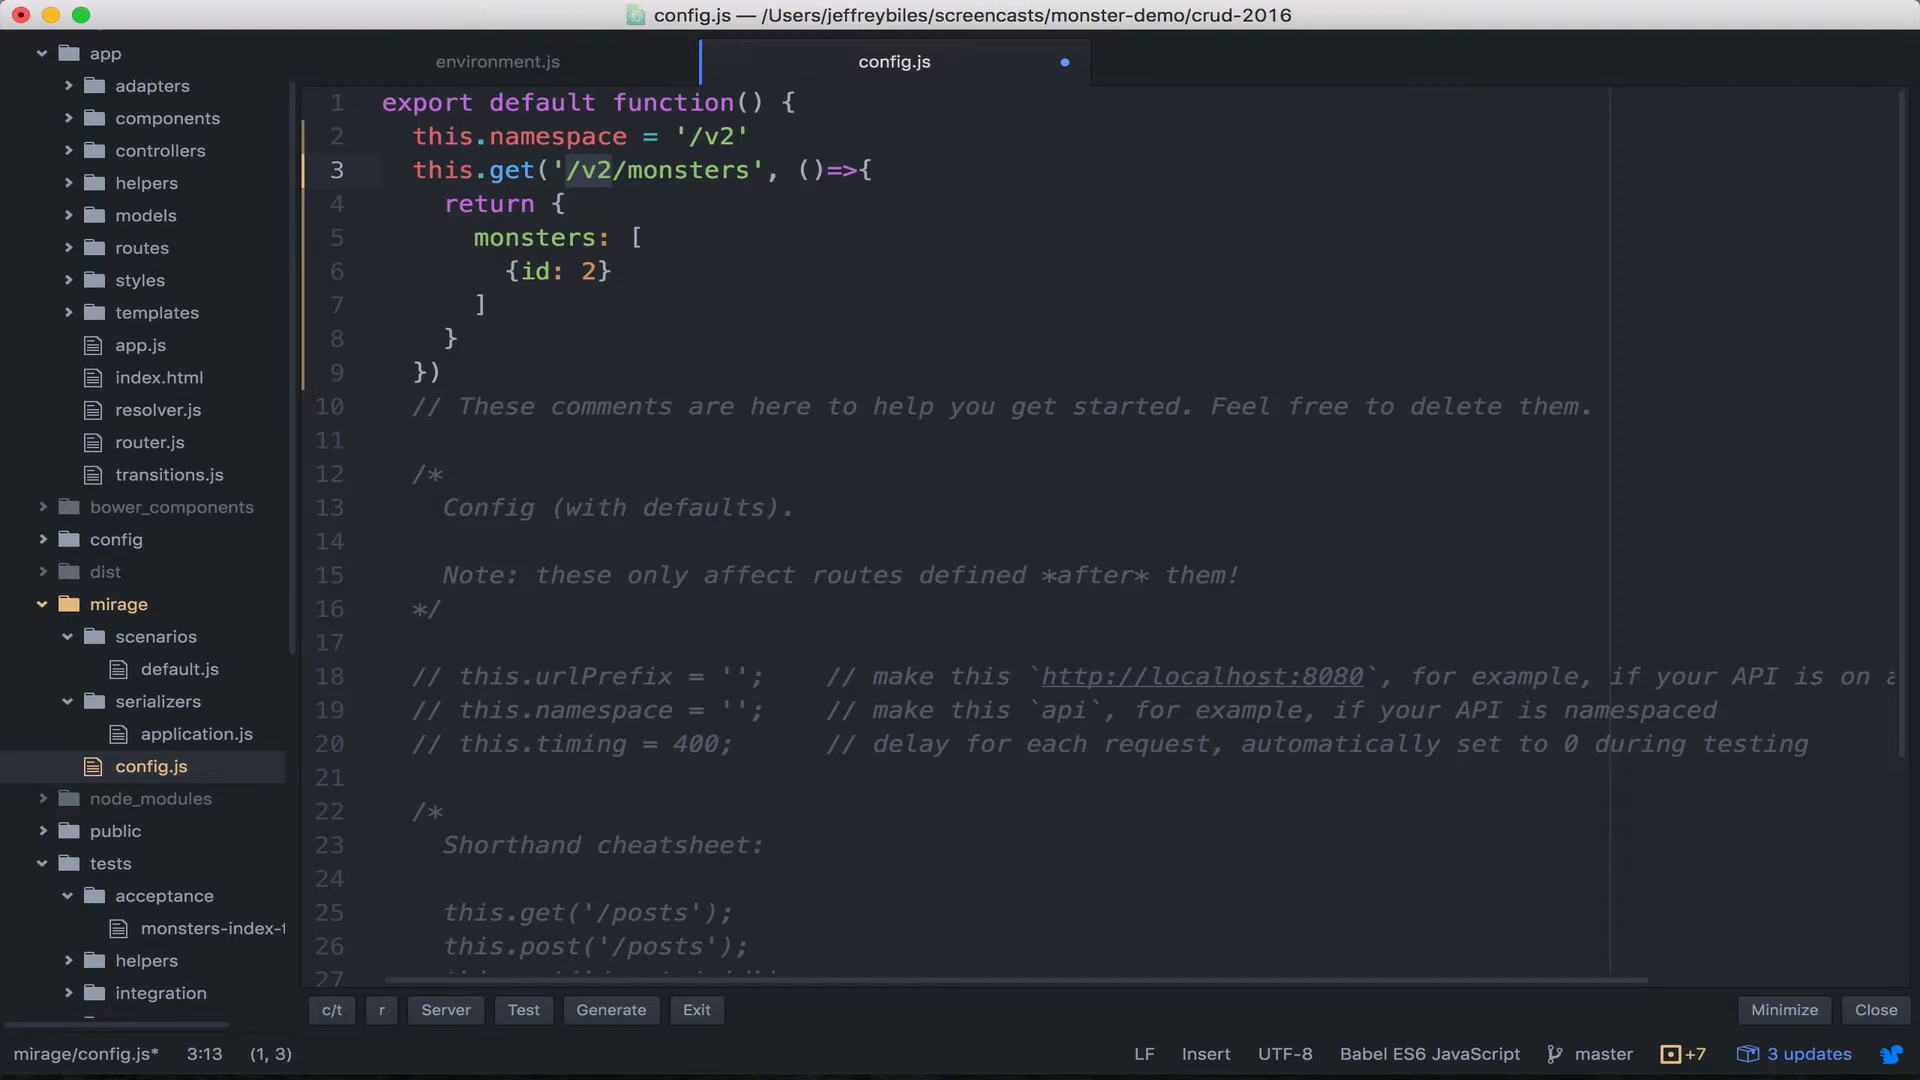 config.js — /Users/jeffreybiles/screencasts/monster-demo/crud-2016
app
adapters
components
controllers
helpers
models
routes
styles
templates
app.js
index.html
resolver.js
router.js
transitions.js
bower_components
config
dist
mirage
scenarios
default.js
serializers
application.js
config.js
node_modules
public
tests
acceptance
monsters-index-t
helpers
integration
environment.js
config.js
1 export default function() {
2 this.namespace = '/v2'
3 this.get('/v2/monsters', ()=>{
4 return {
5 monsters: [
6 {id: 2}
7 ]
8 }
9 })
10 // These comments are here to help you get started. Feel free to delete them.
11
12 /*
13 Config (with defaults).
14
15 Note: these only affect routes defined *after* them!
16 */
17
18 // this.urlPrefix = ''; // make this `http://localhost:8080`, for example, if your API is on a
19 // this.namespace = ''; // make this `api`, for example, if your API is namespaced
20 // this.timing = 400; // delay for each request, automatically set to 0 during testing
21
22 /*
23 Shorthand cheatsheet:
24
25 this.get('/posts');
26 this.post('/posts');
27
c/t r Server Test Generate Exit Minimize Close
mirage/config.js* 3:13 (1, 3) LF Insert UTF-8 Babel ES6 JavaScript master +7 3 updates